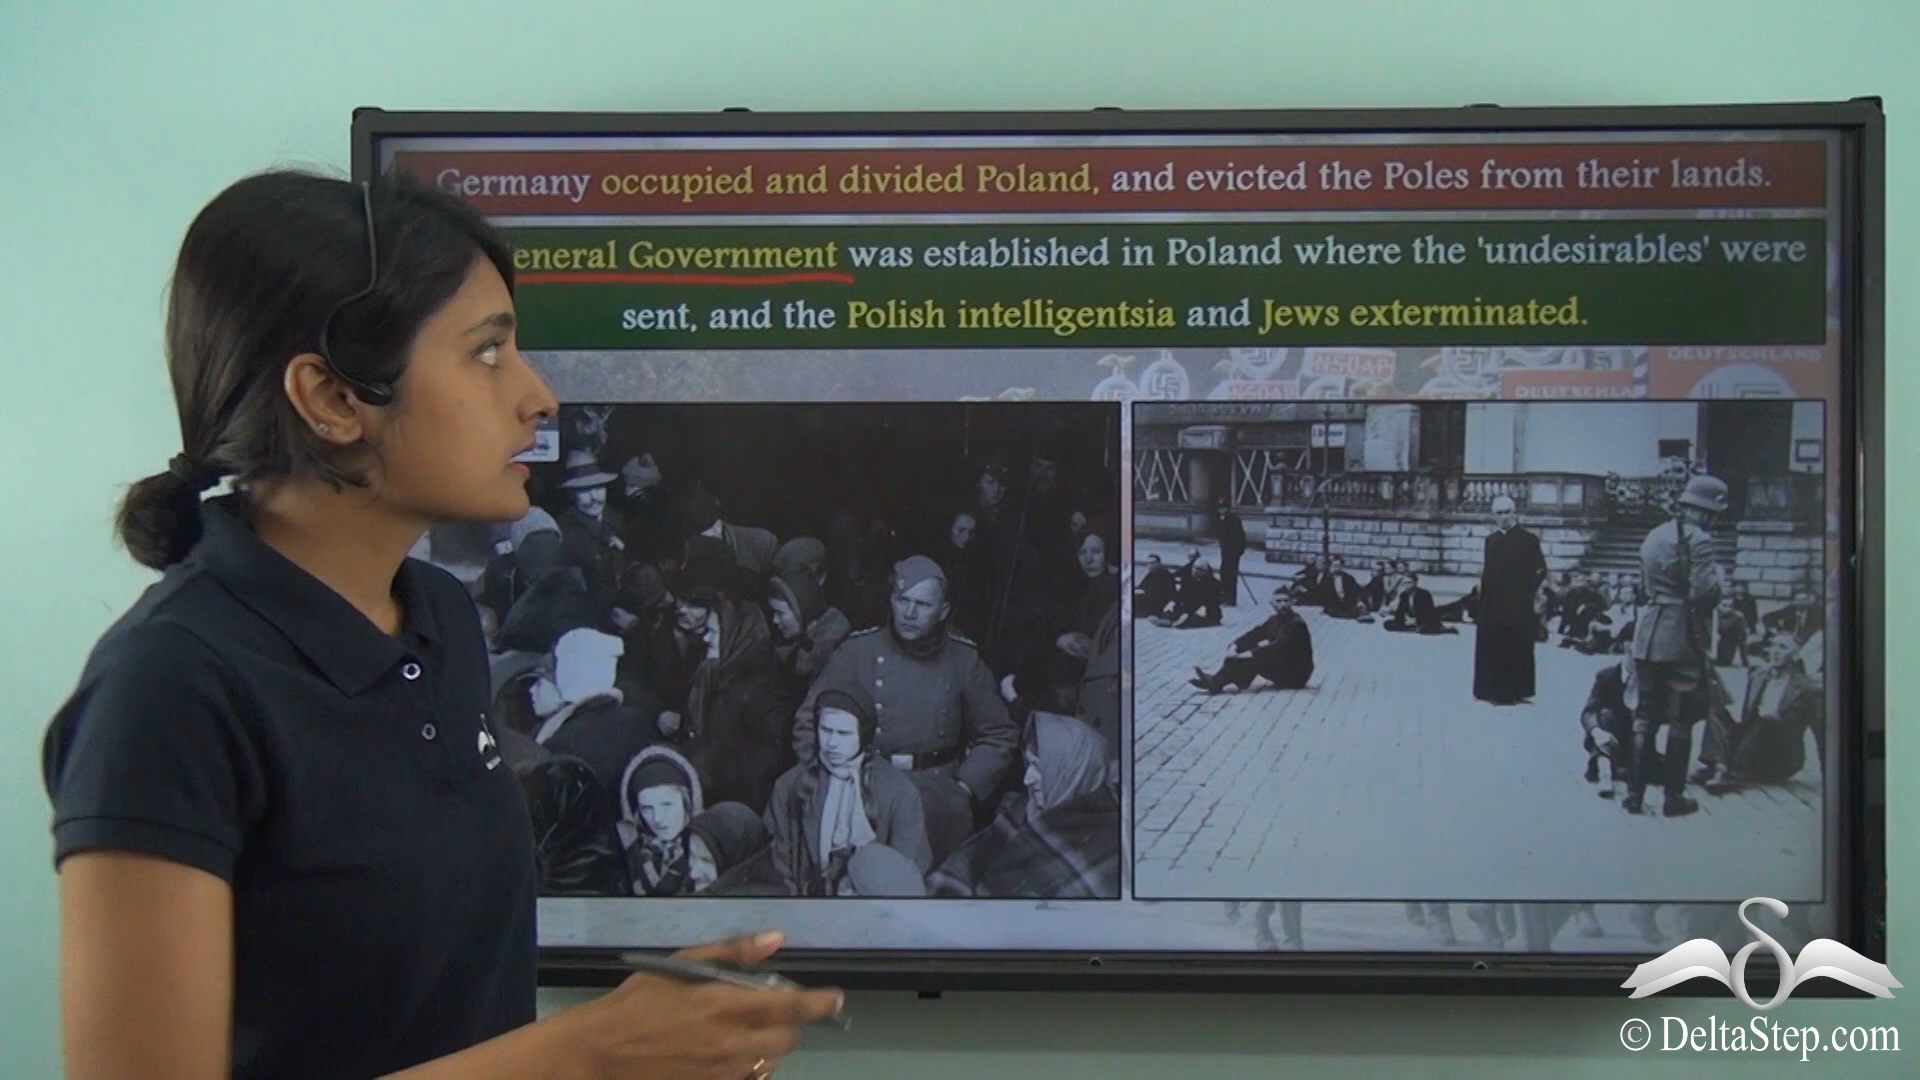 Germany occupied and divided Poland, and evicted the Poles from their lands.
eneral Government was established in Poland where the 'undesirables' were
sent, and the Polish intelligentsia and Jews exterminated.
DEUTSCHLAND
NSDAP
NSDAP
© DeltaStep.com